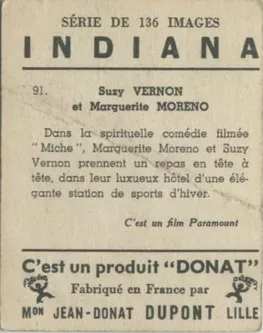 SÉRIE DE 136 IMAGES
INDIANA
91. Suzy VERNON
et Marguerite MORENO
Dans la spirituelle comédie filmée
"Miche", Marguerite Moreno et Suzy
Vernon prennent un repas en tête à
tête, dans leur luxueux hôtel d'une élé-
gante station de sports d'hiver.
C'est un film Paramount
C'est un produit "DONAT"
Fabriqué en France par
MON JEAN-DONAT DUPONT LILLE